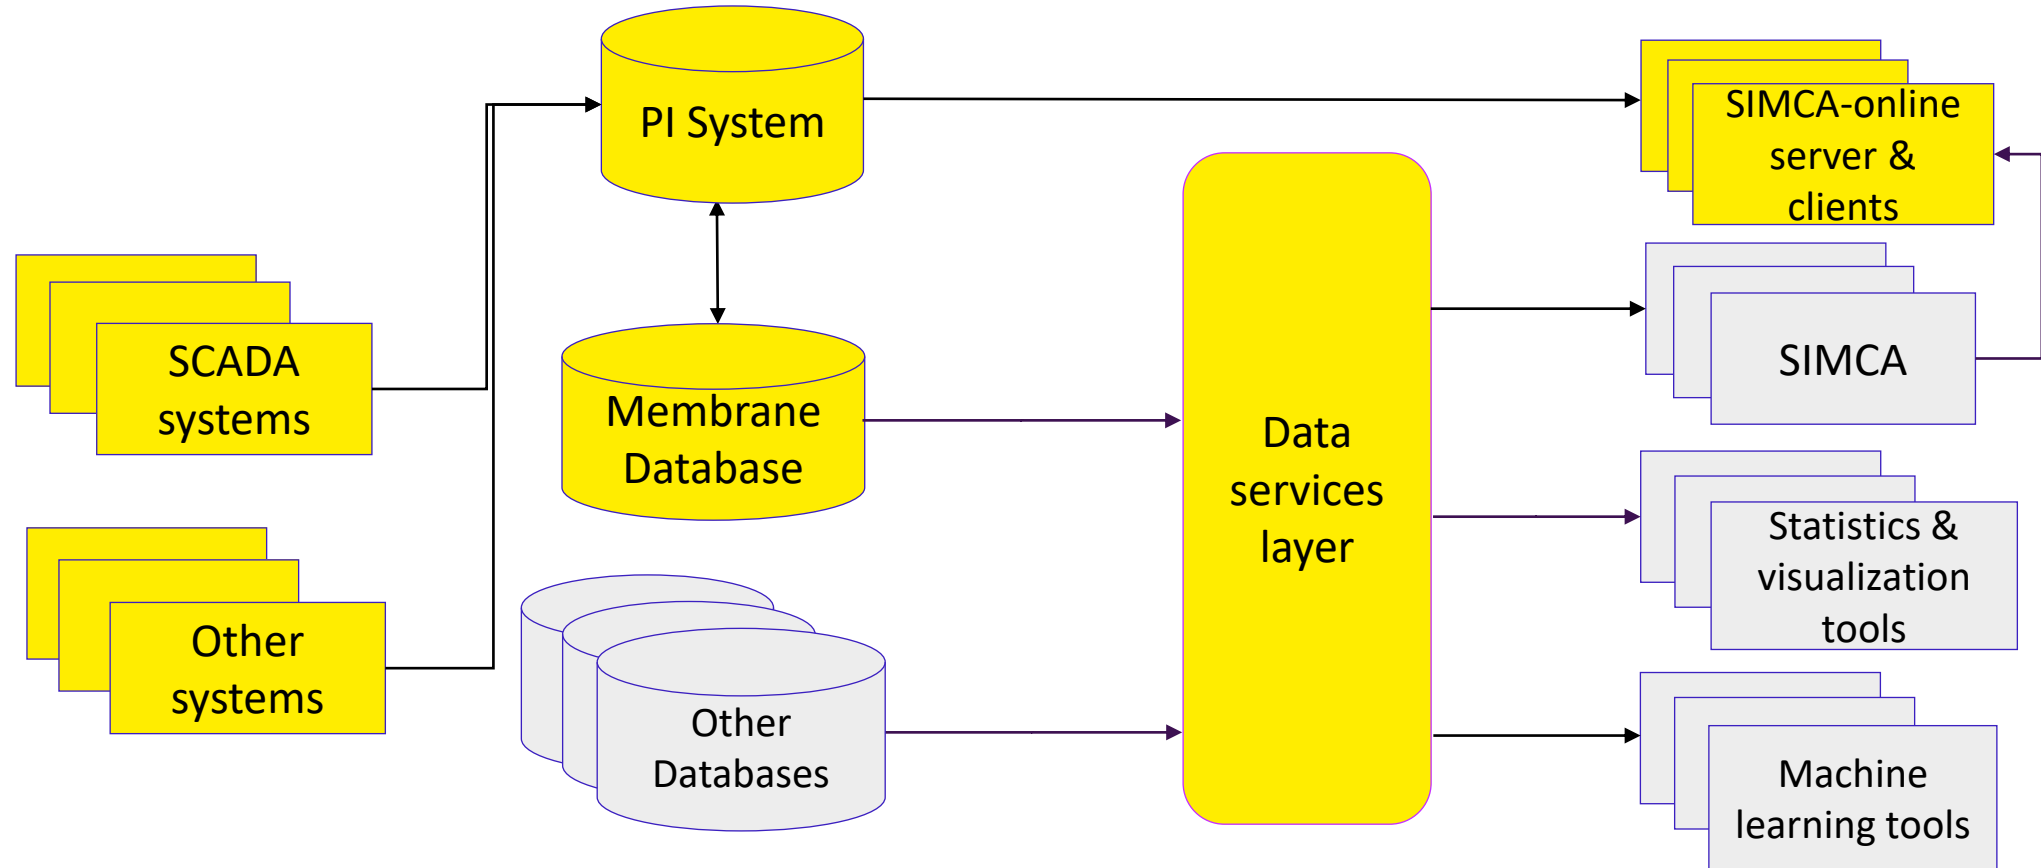 PI System
SIMCA-online
server &
clients
SCADA
systems
Membrane
Database
Data
services
layer
SIMCA
Statistics &
visualization
tools
Other
systems
Other
Databases
Machine
learning tools